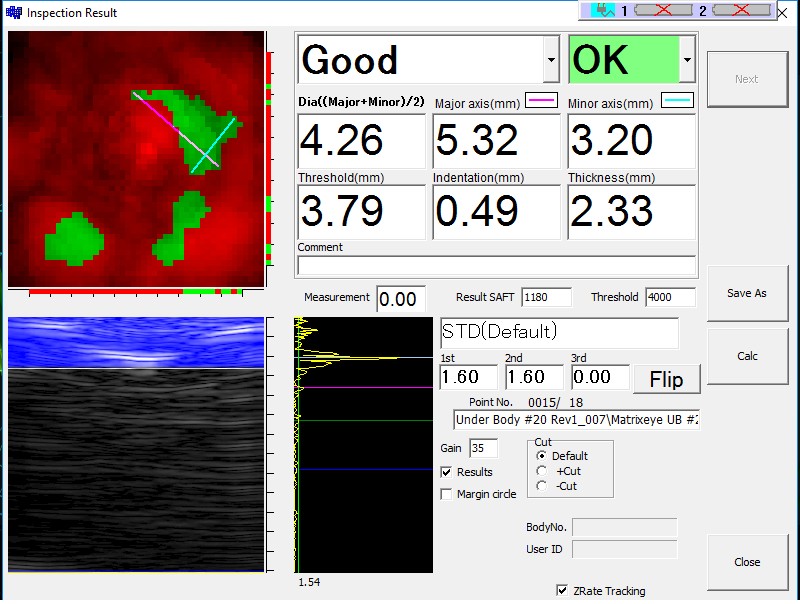 Inspection Result
1
2
Good
OK
Next
Dia((Major+Minor)/2)
Major axis(mm)
Minor axis(mm)
4.26
5.32
3.20
Threshold(mm)
Indentation(mm)
Thickness(mm)
3.79
0.49
2.33
Comment
Measurement 0.00
Result SAFT 1180
Threshold 4000
Save As
STD(Default)
1st
2nd
3rd
1.60
1.60
0.00
Flip
Calc
Point No. 0015/ 18
Under Body #20 Rev1_007\Matrixeye UB #2
Gain 35
Cut
Default
+Cut
-Cut
Results
Margin circle
BodyNo.
User ID
Close
1.54
ZRate Tracking